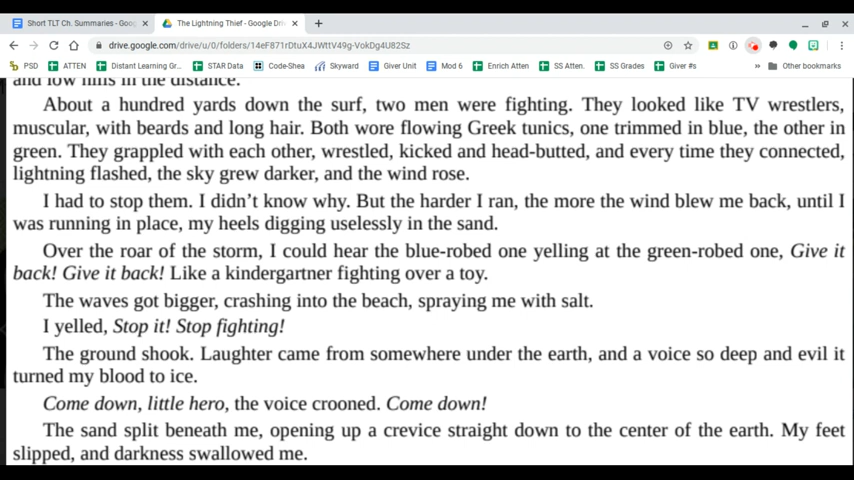 Short TLT Ch. Summaries - Goog
The Lightning Thief - Google Driv
drive.google.com/drive/u/0/folders/14eF871rDtuX4JWttV49g-VokDg4U82Sz
PSD ATTEN Distant Learning Gr... STAR Data Code-Shea Skyward Giver Unit Mod 6 Enrich Atten SS Atten. SS Grades Giver #s » Other bookmarks
and low hills in the distance.
About a hundred yards down the surf, two men were fighting. They looked like TV wrestlers,
muscular, with beards and long hair. Both wore flowing Greek tunics, one trimmed in blue, the other in
green. They grappled with each other, wrestled, kicked and head-butted, and every time they connected,
lightning flashed, the sky grew darker, and the wind rose.
I had to stop them. I didn't know why. But the harder I ran, the more the wind blew me back, until I
was running in place, my heels digging uselessly in the sand.
Over the roar of the storm, I could hear the blue-robed one yelling at the green-robed one, Give it
back! Give it back! Like a kindergartner fighting over a toy.
The waves got bigger, crashing into the beach, spraying me with salt.
I yelled, Stop it! Stop fighting!
The ground shook. Laughter came from somewhere under the earth, and a voice so deep and evil it
turned my blood to ice.
Come down, little hero, the voice crooned. Come down!
The sand split beneath me, opening up a crevice straight down to the center of the earth. My feet
slipped, and darkness swallowed me.